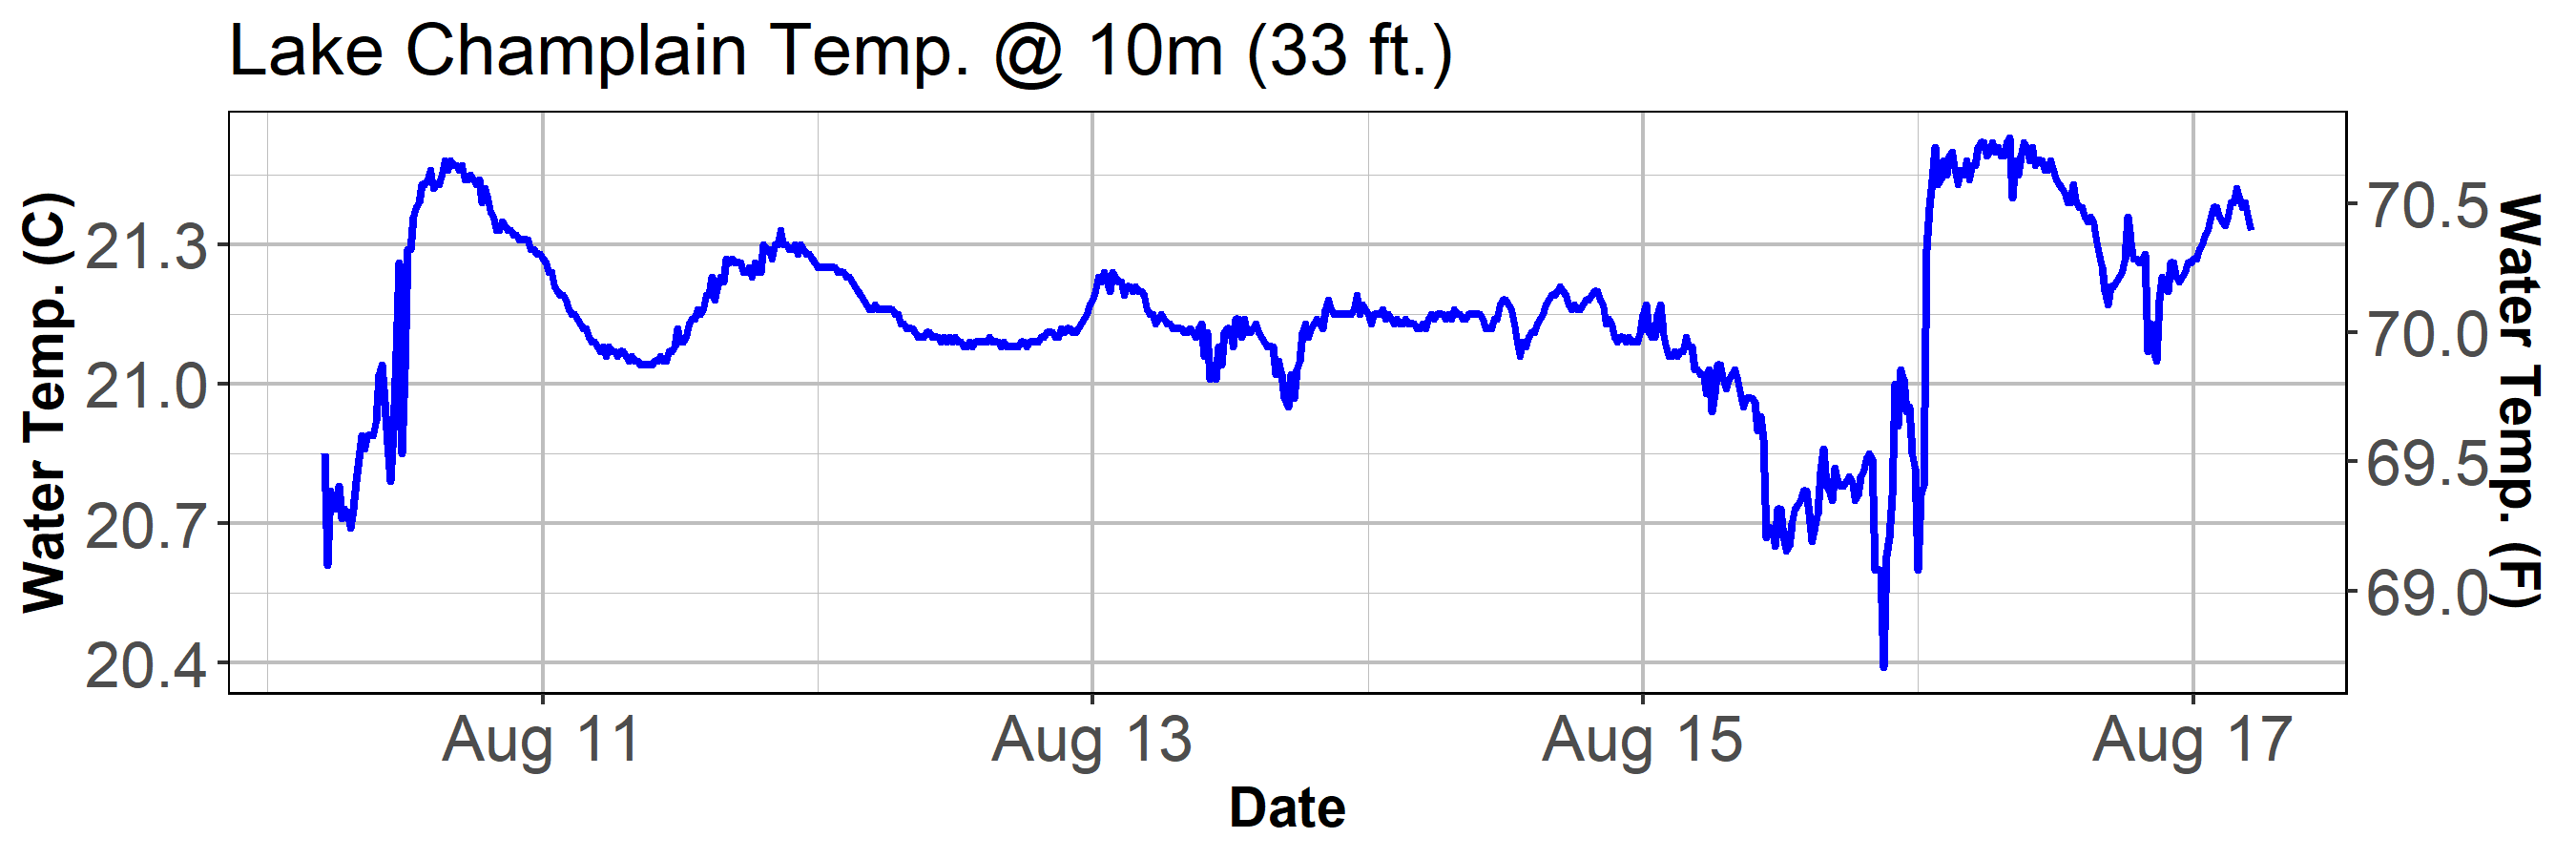 Lake Champlain Temp. @ 10m (33 ft.)
Water Temp. (C)
21.3
21.0
20.7
20.4
70.5
70.0
69.5
69.0
Water Temp. (F)
Aug 11
Aug 13
Aug 15
Aug 17
Date